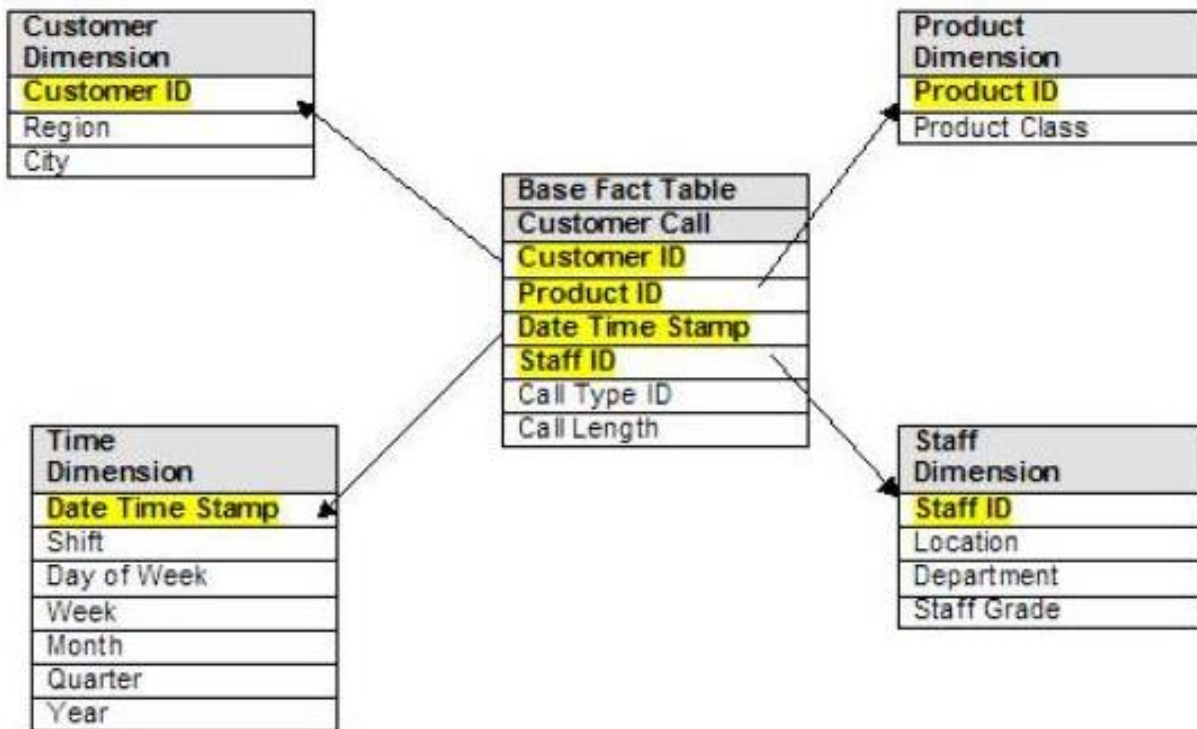 Customer
Dimension
Customer ID
Region
City
Product
Dimension
Product ID
Product Class
Base Fact Table
Customer Call
Customer ID
Product ID
Date Time Stamp
Staff ID
Call Type ID
Call Length
Time
Dimension
Date Time Stamp
Shift
Day of Week
Week
Month
Quarter
Year
Staff
Dimension
Staff ID
Location
Department
Staff Grade